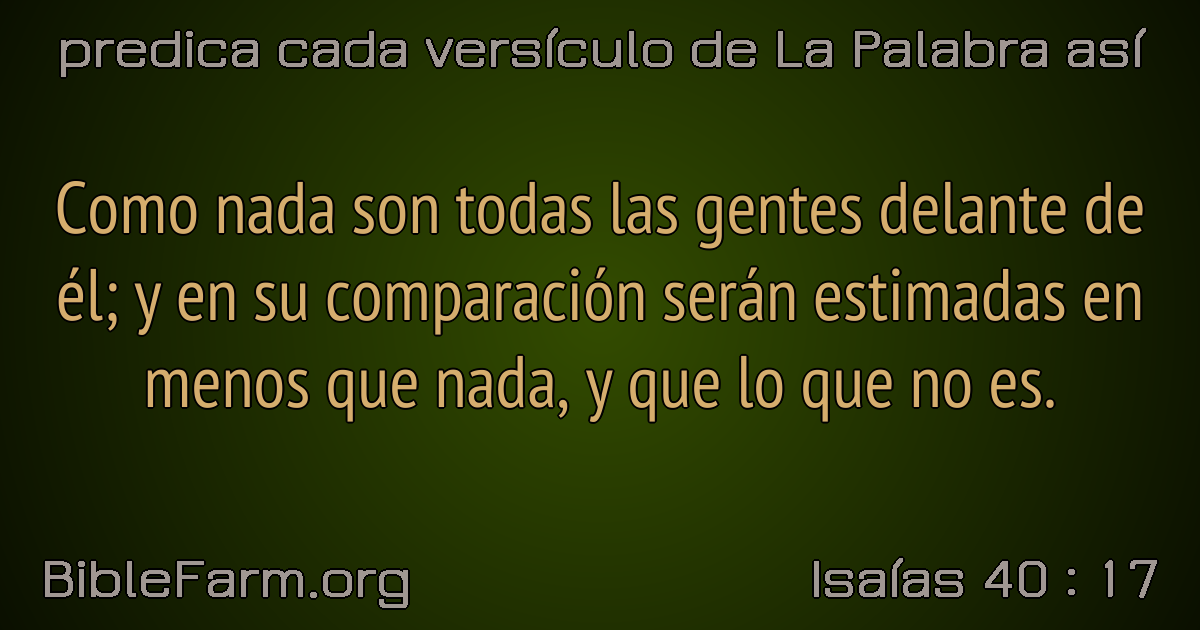 predica cada versículo de La Palabra así
Como nada son todas las gentes delante de
él; y en su comparación serán estimadas en
menos que nada, y que lo que no es.
BibleFarm.org
Isaías 40 : 17